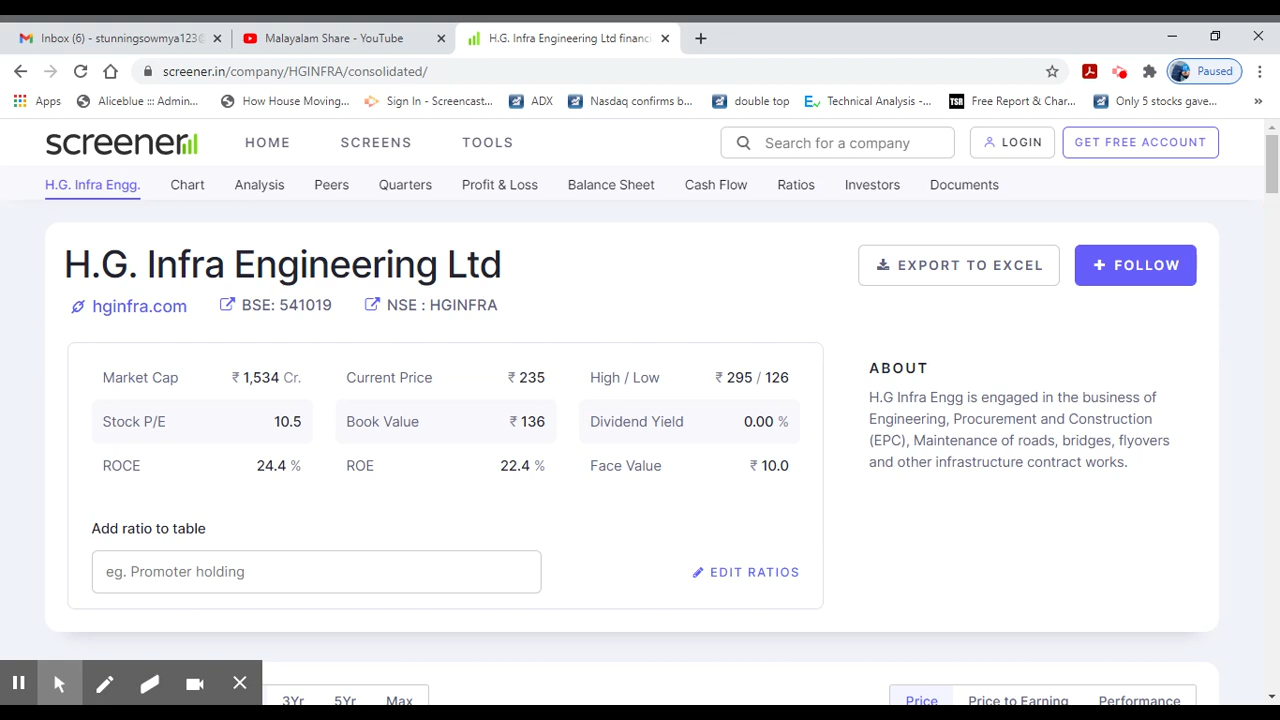 Inbox (6) - stunningsowmya123@
Malayalam Share - YouTube
H.G. Infra Engineering Ltd financi
screener.in/company/HGINFRA/consolidated/
Paused
Apps
Aliceblue ::: Admin...
How House Moving...
Sign In - Screencast...
ADX
Nasdaq confirms b...
double top
Technical Analysis -...
Free Report & Char...
Only 5 stocks gave...
screener
HOME
SCREENS
TOOLS
Search for a company
LOGIN
GET FREE ACCOUNT
H.G. Infra Engg.
Chart
Analysis
Peers
Quarters
Profit & Loss
Balance Sheet
Cash Flow
Ratios
Investors
Documents
H.G. Infra Engineering Ltd
EXPORT TO EXCEL
+ FOLLOW
hginfra.com
BSE: 541019
NSE : HGINFRA
Market Cap ₹ 1,534 Cr.
Current Price ₹ 235
High / Low ₹ 295 / 126
Stock P/E 10.5
Book Value ₹ 136
Dividend Yield 0.00 %
ROCE 24.4 %
ROE 22.4 %
Face Value ₹ 10.0
Add ratio to table
eg. Promoter holding
EDIT RATIOS
ABOUT
H.G Infra Engg is engaged in the business of
Engineering, Procurement and Construction
(EPC), Maintenance of roads, bridges, flyovers
and other infrastructure contract works.
3Yr
5Yr
Max
Price
Price to Earning
Performance